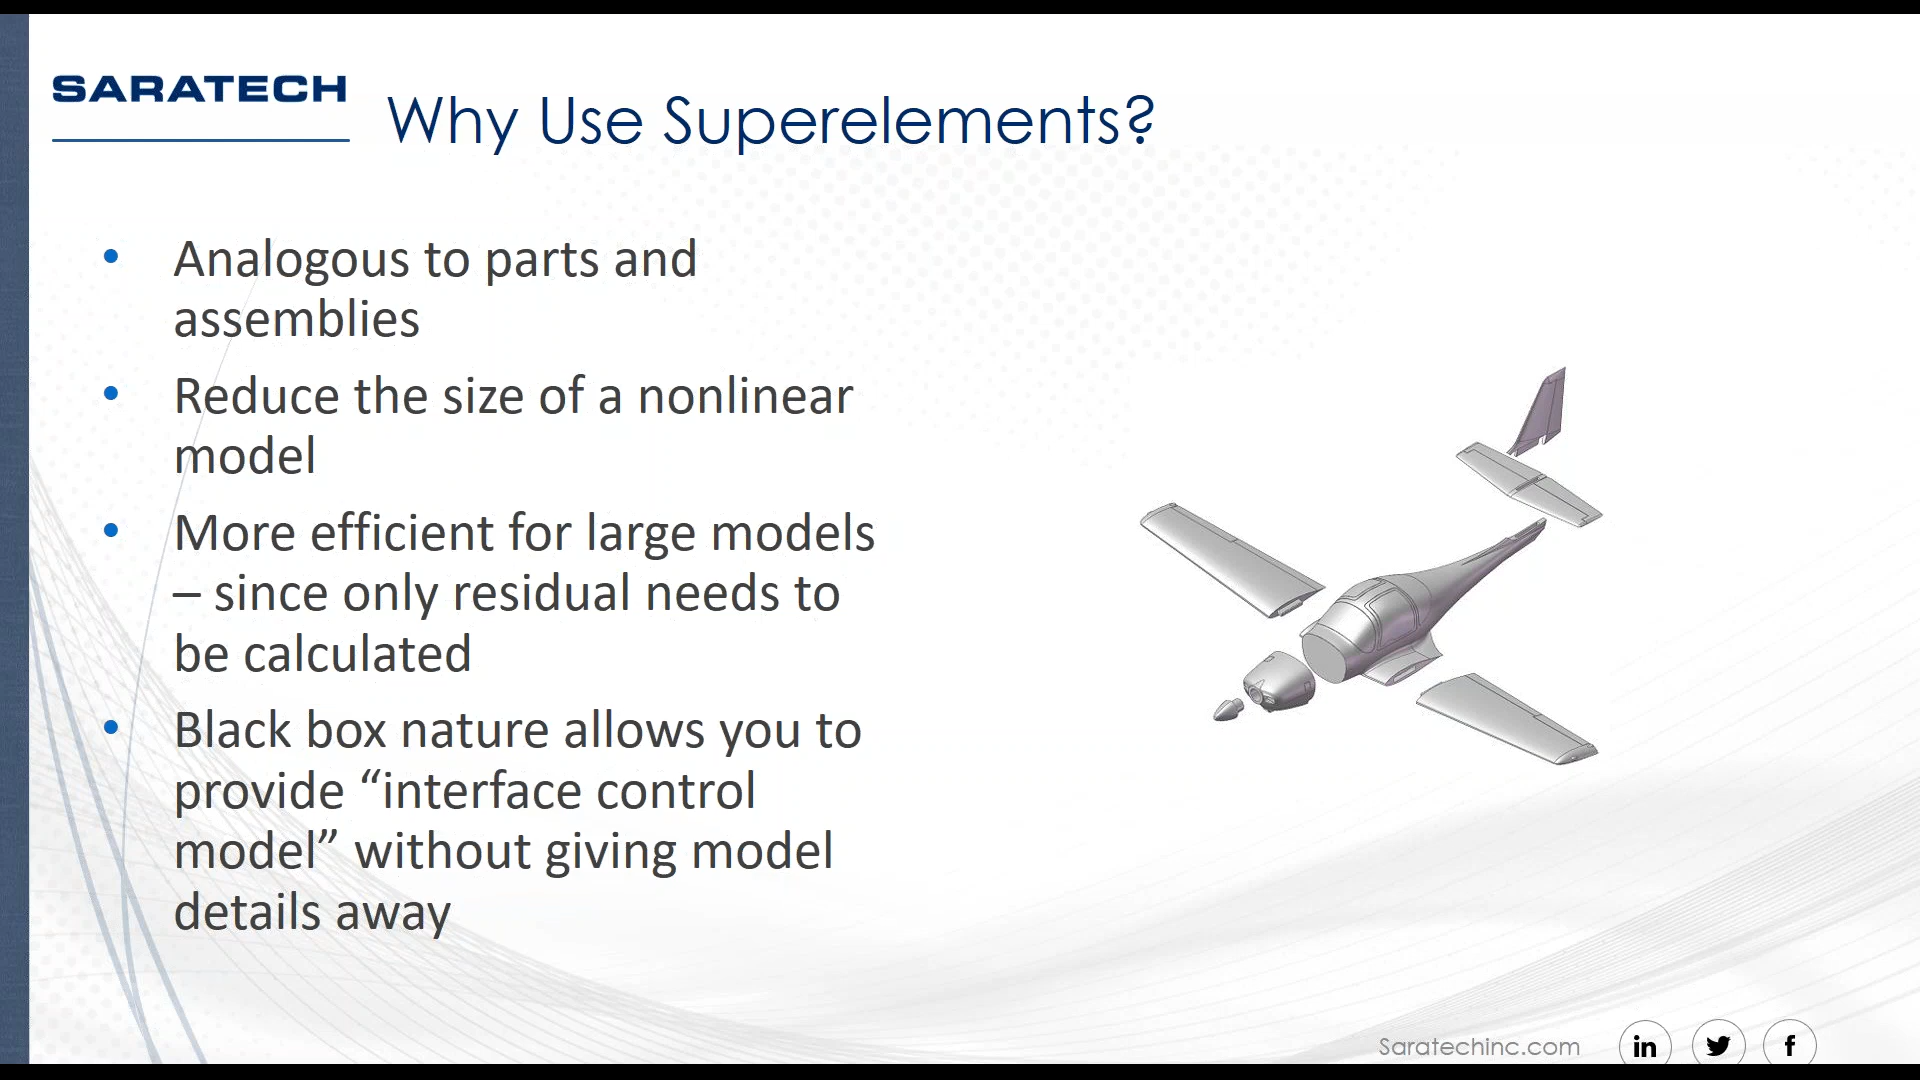 SARATECH
Why Use Superelements?
• Analogous to parts and
assemblies
• Reduce the size of a nonlinear
model
• More efficient for large models
– since only residual needs to
be calculated
• Black box nature allows you to
provide “interface control
model” without giving model
details away
Saratechinc.com
in
f